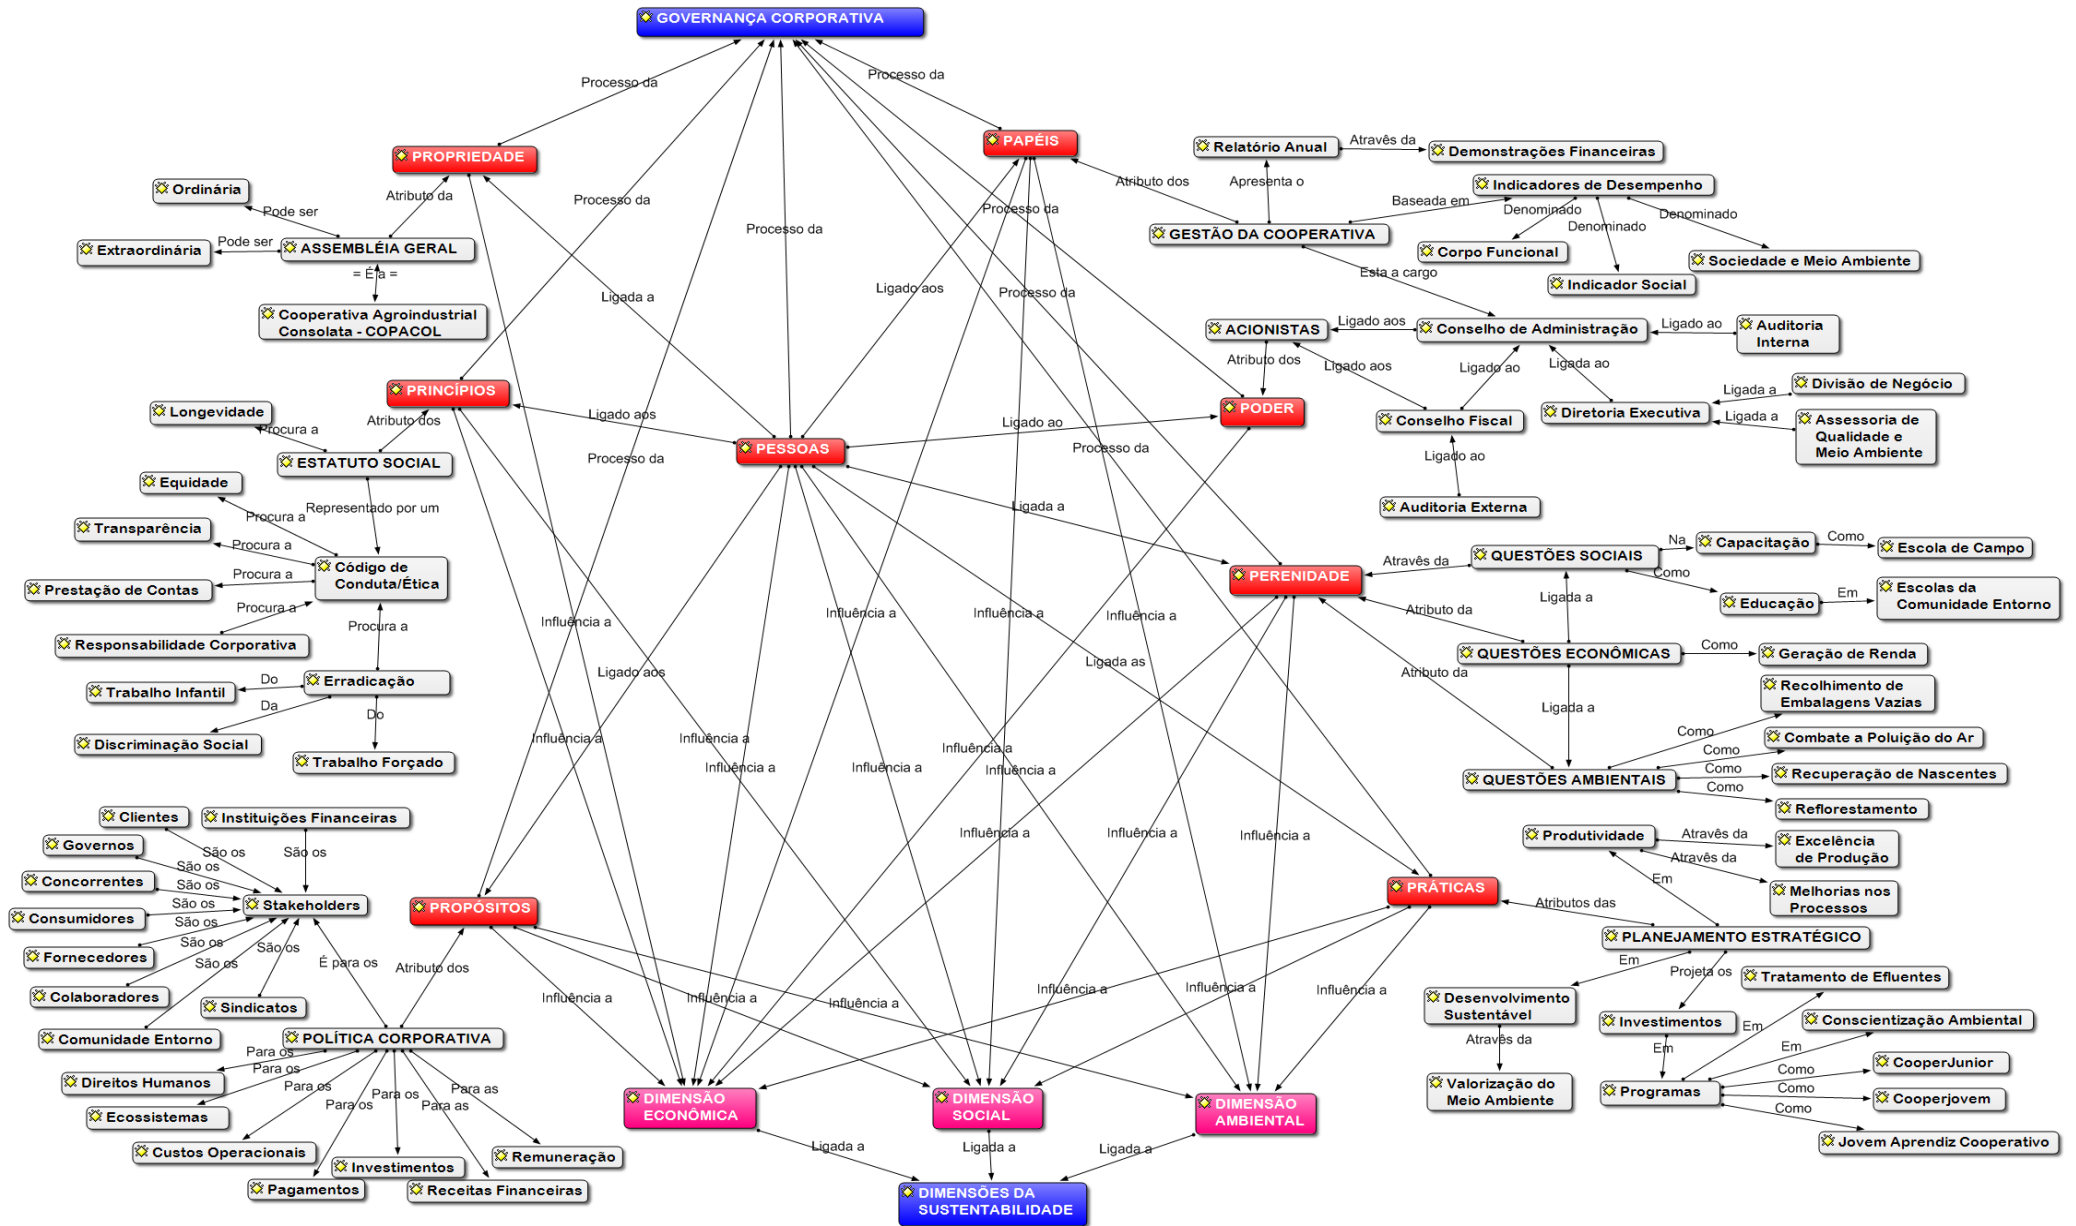 GOVERNANÇA CORPORATIVA
Processo da
Processo da
PAPÉIS
PROPRIEDADE
Relatório Anual
Através da
Demonstrações Financeiras
Ordinária
Pode ser
Atributo da
Processo da
Processo da
Processo da
Atributo dos
Apresenta o
Baseada em
Indicadores de Desempenho
Denominado
Denominado
Denominado
Extraordinária
Pode ser
ASSEMBLÉIA GERAL
= É a =
GESTÃO DA COOPERATIVA
Corpo Funcional
Sociedade e Meio Ambiente
Indicador Social
Esta a cargo
Ligada a
Ligado aos
Processo da
Cooperativa Agroindustrial
Consolata - COPACOL
ACIONISTAS
Ligado aos
Conselho de Administração
Ligado ao
Auditoria
Interna
Atributo dos
Ligado aos
Ligado ao
Ligada ao
PRINCÍPIOS
Longevidade
Procura a
Atributo dos
Ligado aos
Ligado ao
PODER
Conselho Fiscal
Diretoria Executiva
Ligada a
Divisão de Negócio
Ligada a
Assessoria de
Qualidade e
Meio Ambiente
PESSOAS
Processo da
Processo da
Ligado ao
ESTATUTO SOCIAL
Equidade
Procura a
Representado por um
Ligada a
Auditoria Externa
Transparência
Procura a
Código de
Conduta/Ética
Prestação de Contas
Procura a
Procura a
Responsabilidade Corporativa
Procura a
Influência a
Influência a
Influência a
PERENIDADE
Através da
QUESTÕES SOCIAIS
Na
Capacitação
Como
Escola de Campo
Como
Educação
Em
Escolas da
Comunidade Entorno
Ligada a
Atributo da
QUESTÕES ECONÔMICAS
Como
Geração de Renda
Erradicação
Do
Trabalho Infantil
Da
Discriminação Social
Do
Trabalho Forçado
Ligado aos
Ligada as
Atributo da
Ligada a
Recolhimento de
Embalagens Vazias
Como
Como
Combate a Poluição do Ar
QUESTÕES AMBIENTAIS
Como
Recuperação de Nascentes
Como
Reflorestamento
Influência a
Influência a
Influência a
Influência a
Influência a
Influência a
Influência a
Influência a
Influência a
Clientes
Instituições Financeiras
Governos
São os
São os
São os
Concorrentes
São os
Consumidores
São os
Stakeholders
Fornecedores
São os
Colaboradores
São os
São os
Sindicatos
Comunidade Entorno
É para os
Atributo dos
PROPÓSITOS
PRÁTICAS
Produtividade
Através da
Excelência
de Produção
Através da
Melhorias nos
Processos
Em
Atributos das
PLANEJAMENTO ESTRATÉGICO
Em
Projeta os
Desenvolvimento
Sustentável
Através da
Valorização do
Meio Ambiente
Investimentos
Em
Programas
Em
Tratamento de Efluentes
Em
Conscientização Ambiental
Como
CooperJunior
Como
Cooperjovem
Como
Jovem Aprendiz Cooperativo
Influência a
Influência a
Influência a
Influência a
Influência a
Influência a
POLÍTICA CORPORATIVA
Para os
Direitos Humanos
Para os
Ecossistemas
Para os
Custos Operacionais
Para os
Pagamentos
Para os
Investimentos
Para as
Receitas Financeiras
Para as
Remuneração
DIMENSÃO
ECONÔMICA
DIMENSÃO
SOCIAL
DIMENSÃO
AMBIENTAL
Ligada a
Ligada a
Ligada a
DIMENSÕES DA
SUSTENTABILIDADE